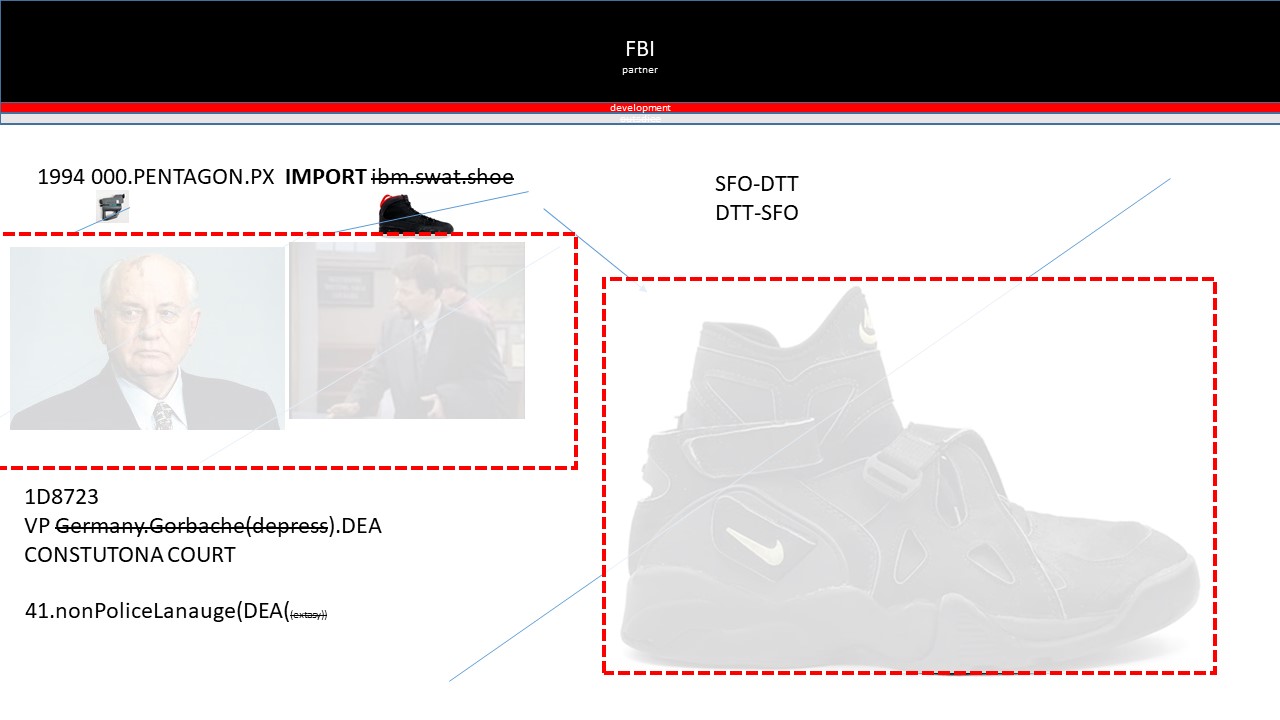 FBI
partner
development
1994 000.PENTAGON.PX IMPORT ibm.swat.shoe
SFO-DTT
DTT-SFO
1D8723
VP Germany.Gorbache(depress).DEA
CONSTUTONA COURT
41.nonPoliceLanauge(DEA((extasy))